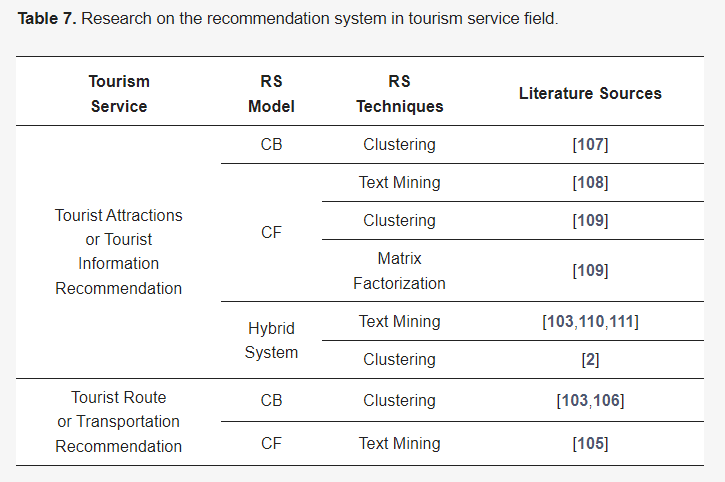 Table 7. Research on the recommendation system in tourism service field.
Tourism Service RS Model RS Techniques Literature Sources
Tourist Attractions or Tourist Information Recommendation CB Clustering [107]
CF Text Mining [108]
Clustering [109]
Matrix Factorization [109]
Hybrid System Text Mining [103,110,111]
Clustering [2]
Tourist Route or Transportation Recommendation CB Clustering [103,106]
CF Text Mining [105]